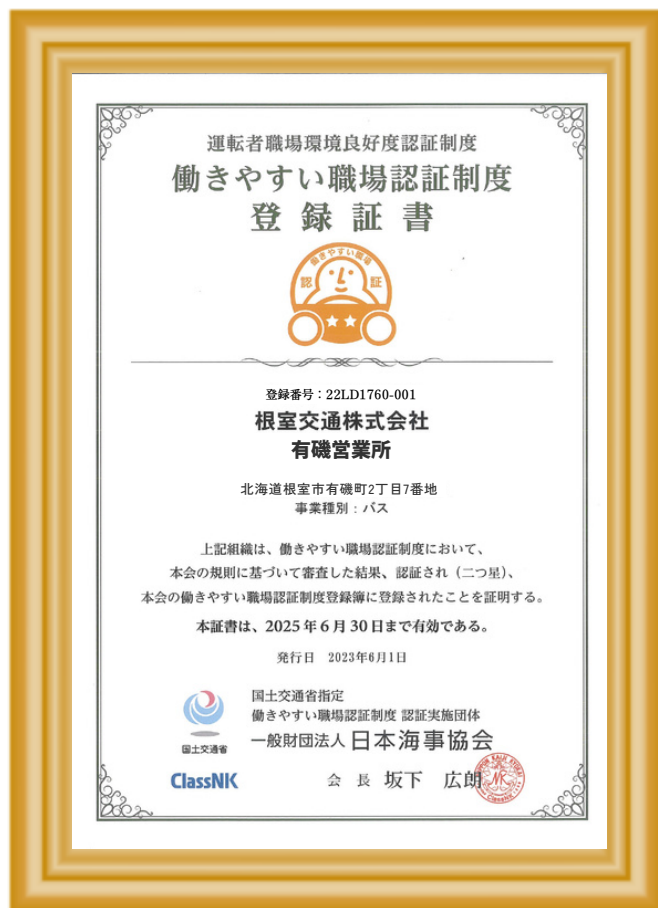 運転者職場環境良好度認証制度
働きやすい職場認証制度
登録証書
働きやすい職場
認 証
登録番号：22LD1760-001
根室交通株式会社
有磯営業所
北海道根室市有磯町2丁目7番地
事業種別：バス
上記組織は、働きやすい職場認証制度において、
本会の規則に基づいて審査した結果、認証され（二つ星）、
本会の働きやすい職場認証制度登録簿に登録されたことを証明する。
本証書は、2025年6月30日まで有効である。
発行日　2023年6月1日
国土交通省指定
働きやすい職場認証制度 認証実施団体
一般財団法人 日本海事協会
国土交通省
ClassNK
会 長 坂下 広朗
NIPPON KAIJI KYOKAI
NK
ClassNK